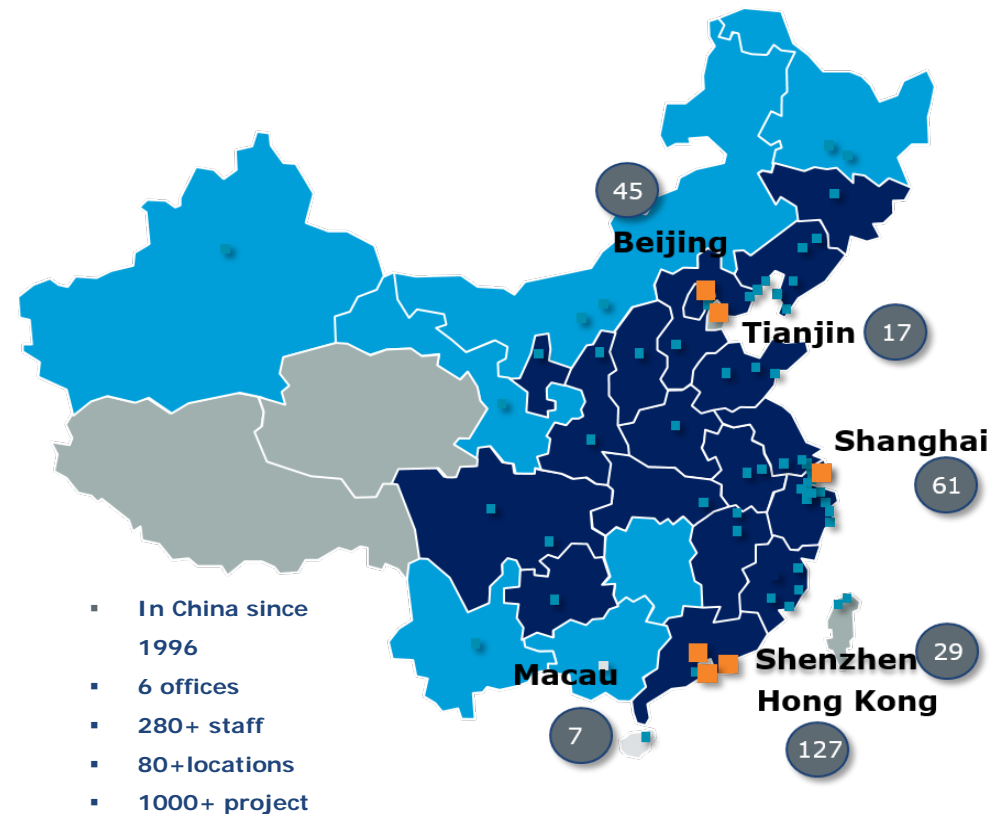 45
Beijing
Tianjin
17
Shanghai
61
▪ In China since
1996
▪ 6 offices
▪ 280+ staff
▪ 80+locations
▪ 1000+ project
Macau
7
Shenzhen
29
Hong Kong
127